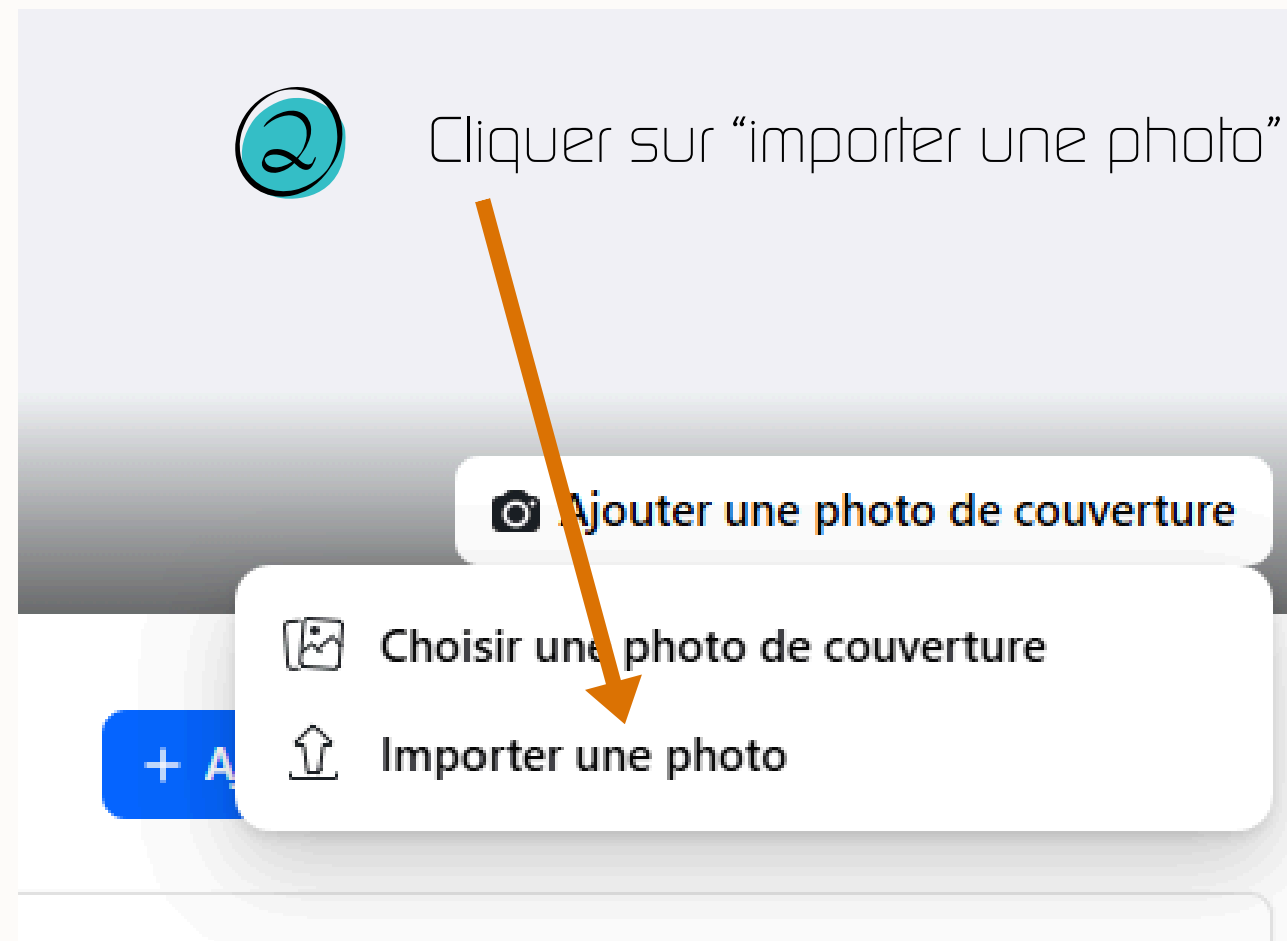 2
Cliquer sur “importer une photo”
Ajouter une photo de couverture
Choisir une photo de couverture
Importer une photo
+ A